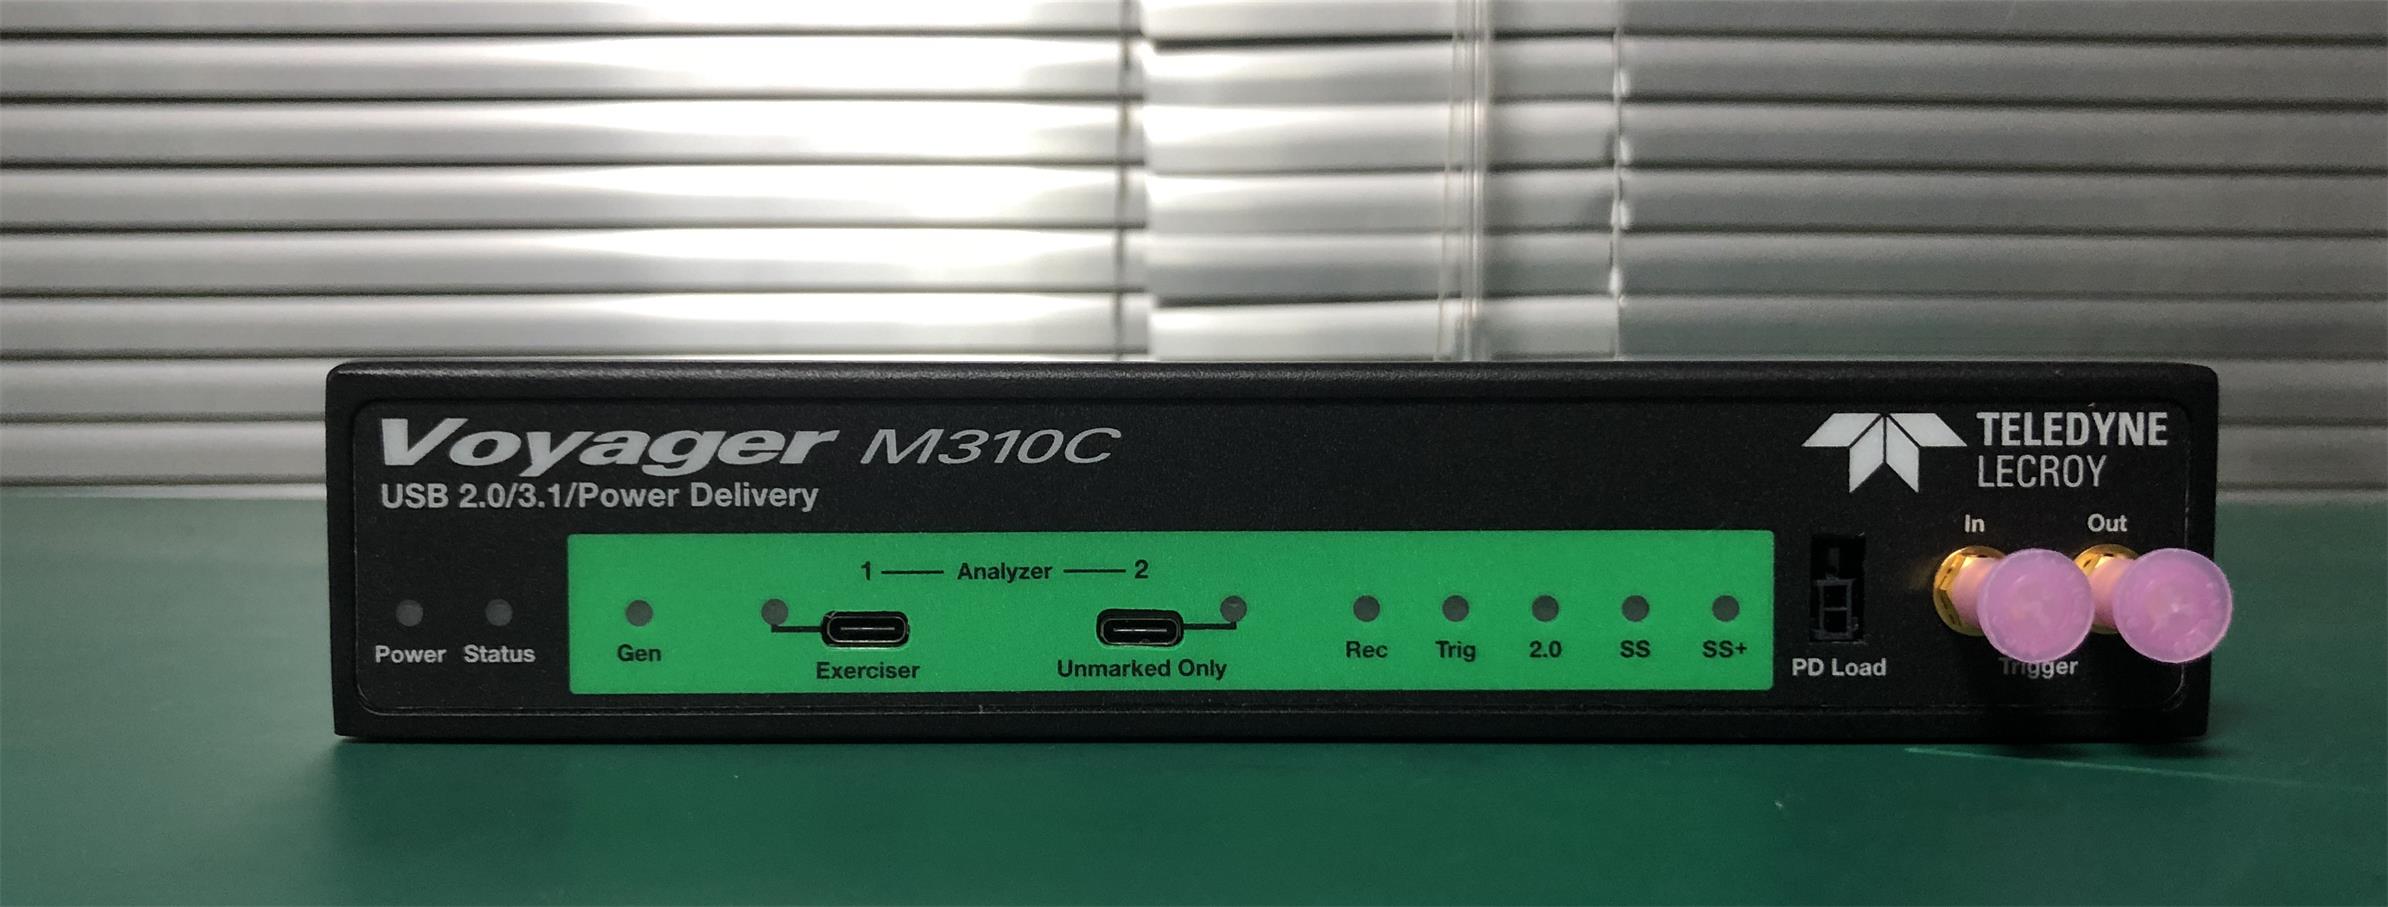 Voyager M310C
USB 2.0/3.1/Power Delivery
TELEDYNE
LECROY
In Out
1 Analyzer 2
Power Status Gen
Exerciser
Unmarked Only
Rec Trig 2.0 SS SS+
PD Load
Trigger